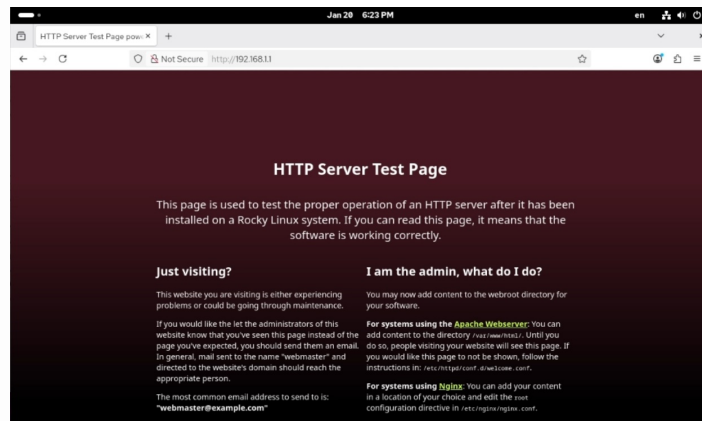 Jan 20 6:23 PM
en
HTTP Server Test Page powe
Not Secure http://192.168.1.1
HTTP Server Test Page
This page is used to test the proper operation of an HTTP server after it has been
installed on a Rocky Linux system. If you can read this page, it means that the
software is working correctly.
Just visiting?
This website you are visiting is either experiencing
problems or could be going through maintenance.
If you would like the let the administrators of this
website know that you've seen this page instead of the
page you've expected, you should send them an email.
In general, mail sent to the name "webmaster" and
directed to the website's domain should reach the
appropriate person.
The most common email address to send to is:
"webmaster@example.com"
I am the admin, what do I do?
You may now add content to the webroot directory for
your software.
For systems using the Apache Webserver: You can
add content to the directory /var/www/html/. Until you
do so, people visiting your website will see this page. If
you would like this page to not be shown, follow the
instructions in: /etc/httpd/conf.d/welcome.conf.
For systems using Nginx: You can add your content
in a location of your choice and edit the root
configuration directive in /etc/nginx/nginx.conf.